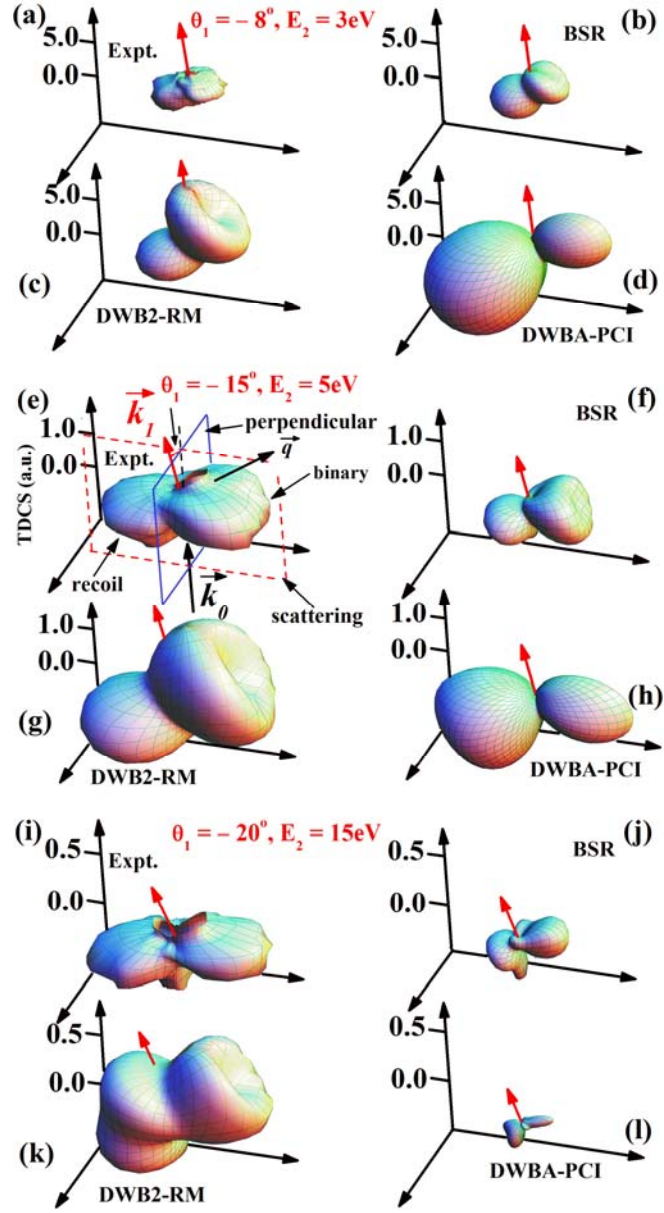 (a)
θ₁ = – 8°, E₂ = 3eV
(b)
5.0
0.0
Expt.
5.0
0.0
BSR
5.0
0.0
5.0
0.0
(c)
DWB2-RM
(d)
DWBA-PCI
(e)
θ₁ = – 15°, E₂ = 5eV
(f)
k₁
perpendicular
BSR
TDCS (a.u.)
1.0
0.0
Expt.
q
binary
1.0
0.0
recoil
k₀
scattering
1.0
0.0
1.0
0.0
(g)
DWB2-RM
(h)
DWBA-PCI
(i)
θ₁ = – 20°, E₂ = 15eV
(j)
Expt.
BSR
0.5
0.0
0.5
0.0
0.5
0.0
0.5
0.0
(k)
DWB2-RM
(l)
DWBA-PCI